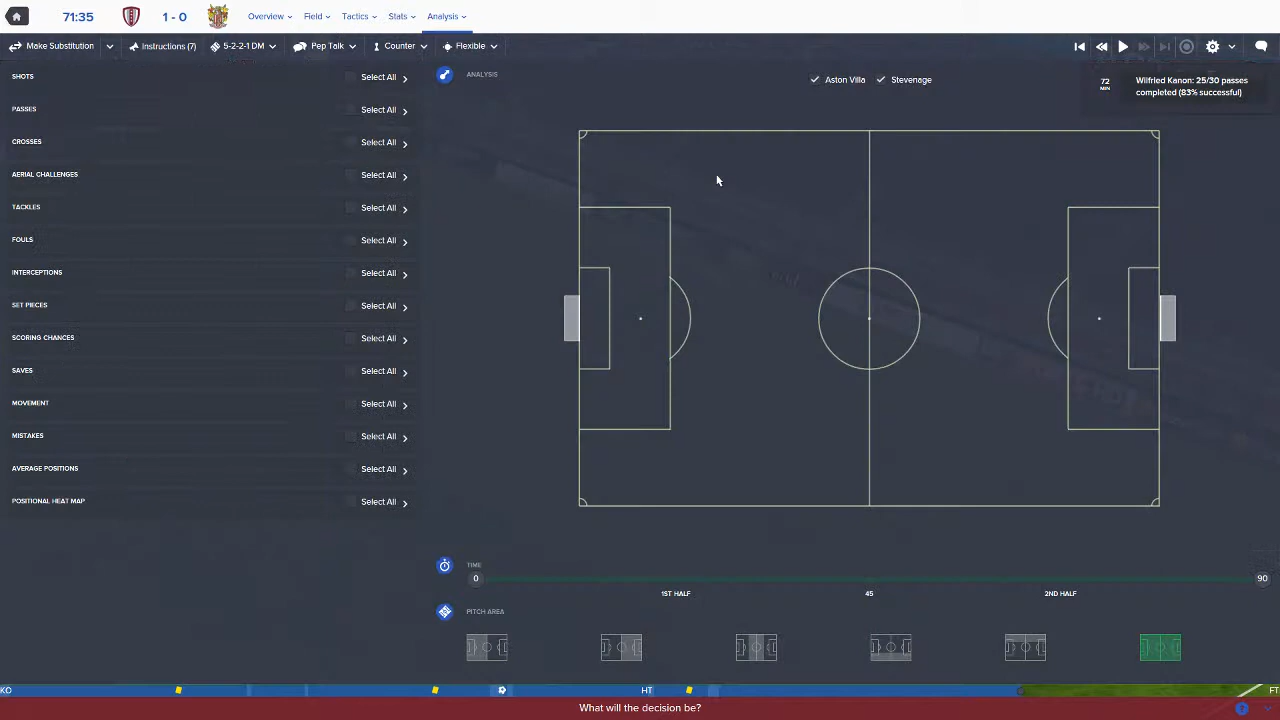 71:35
1 - 0
Overview
Field
Tactics
Stats
Analysis
Make Substitution
Instructions (7)
5-2-2-1 DM
Pep Talk
Counter
Flexible
SHOTS
Select All
PASSES
Select All
CROSSES
Select All
AERIAL CHALLENGES
Select All
TACKLES
Select All
FOULS
Select All
INTERCEPTIONS
Select All
SET PIECES
Select All
SCORING CHANCES
Select All
SAVES
Select All
MOVEMENT
Select All
MISTAKES
Select All
AVERAGE POSITIONS
Select All
POSITIONAL HEAT MAP
Select All
ANALYSIS
Aston Villa
Stevenage
72
MIN
Wilfried Kanon: 25/30 passes
completed (83% successful)
TIME
0
90
1ST HALF
45
2ND HALF
PITCH AREA
KO
HT
FT
What will the decision be?